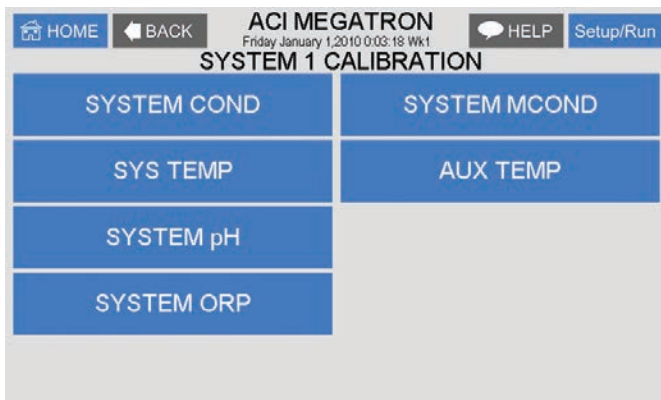 HOME BACK ACI MEGATRON HELP Setup/Run
Friday January 1,2010 0:03:18 Wk1
SYSTEM 1 CALIBRATION
SYSTEM COND SYSTEM MCOND
SYS TEMP AUX TEMP
SYSTEM pH
SYSTEM ORP